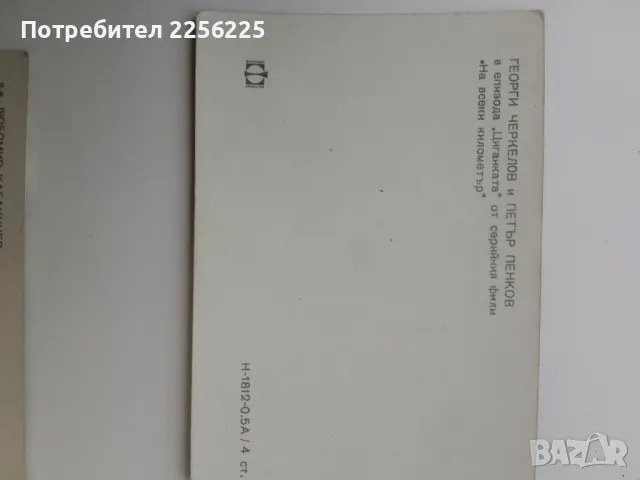 Потребител 2256225
ГЕОРГИ ЧЕРКЕЛОВ и ПЕТЪР ПЕНКОВ
в епизода „Циганката" от серийния филм
«На всеки километър"
Н-1812-0.5А / 4 ст.
BAZAR